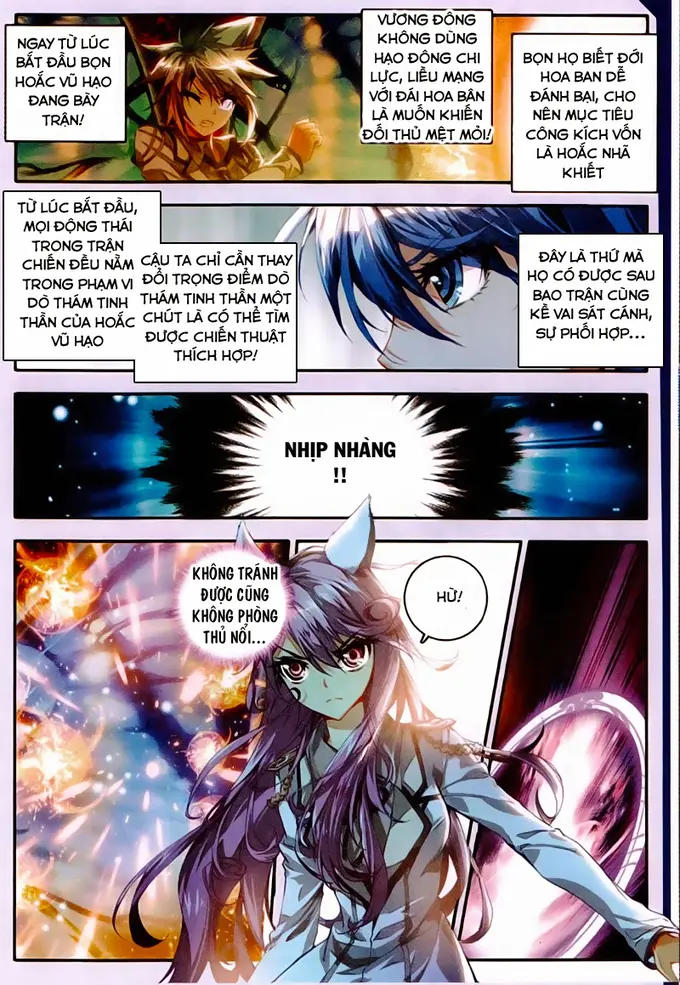 NGAY TỪ LÚC
BẮT ĐẦU BỌN
HOẮC VŨ HẠO
ĐANG BÀY
TRẬN!
VƯƠNG ĐÔNG
KHÔNG DÙNG
HẠO ĐÔNG CHI
LỰC, LIỀU MẠNG
VỚI ĐÁI HOA BÂN
LÀ MUỐN KHIẾN
ĐỐI THỦ MỆT MỎI!
BỌN HỌ BIẾT ĐỚI
HOA BAN DỄ
ĐÁNH BẠI, CHO
NÊN MỤC TIÊU
CÔNG KÍCH VỐN
LÀ HOẮC NHÃ
KHIẾT
TỪ LÚC BẮT ĐẦU,
MỌI ĐỘNG THÁI
TRONG TRẬN
CHIẾN ĐỀU NẰM
TRONG PHẠM VI
DÒ THÁM TINH
THẦN CỦA HOẮC
VŨ HẠO
CẬU TA CHỈ CẦN THAY
ĐỔI TRỌNG ĐIỂM DÒ
THÁM TINH THẦN MỘT
CHÚT LÀ CÓ THỂ TÌM
ĐƯỢC CHIẾN THUẬT
THÍCH HỢP!
ĐÂY LÀ THỨ MÀ
HỌ CÓ ĐƯỢC SAU
BAO TRẬN CÙNG
KỀ VAI SÁT CÁNH,
SỰ PHỐI HỢP...
NHỊP NHÀNG
!!
KHÔNG TRÁNH
ĐƯỢC CŨNG
KHÔNG PHÒNG
THỦ NỔI...
HỪ!